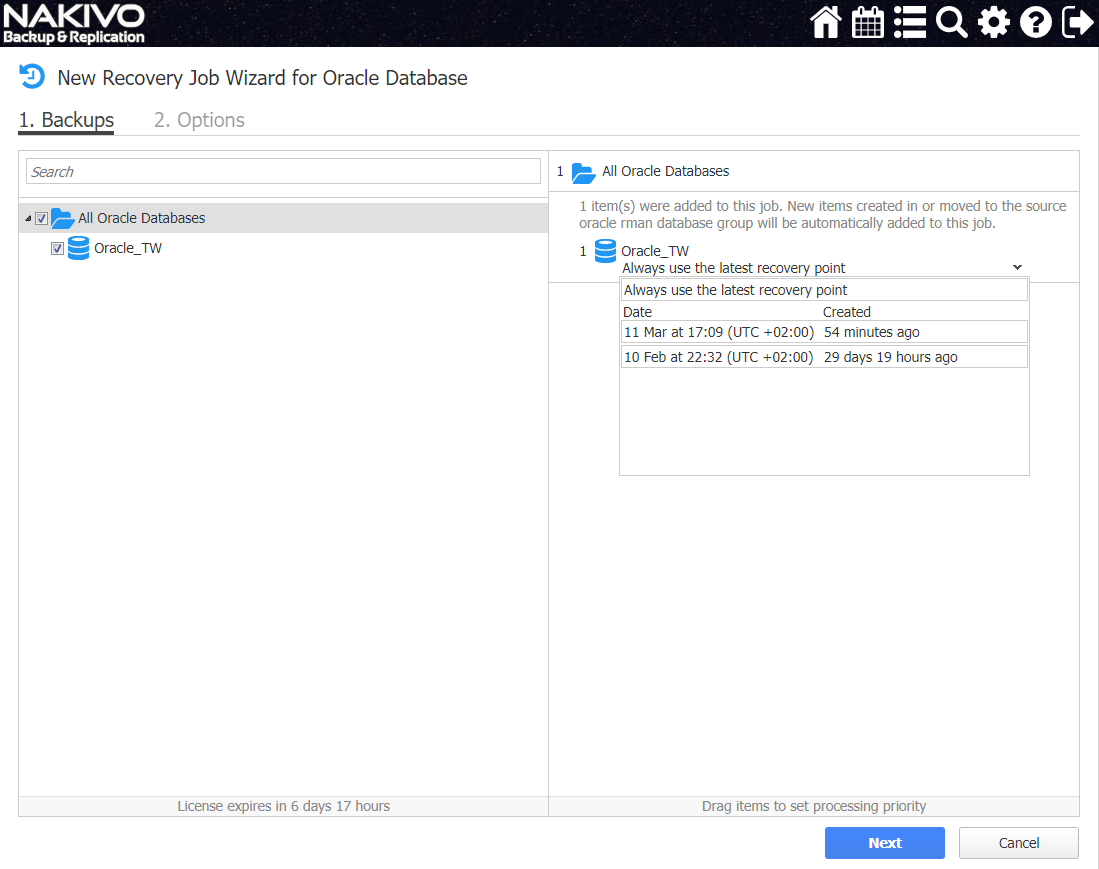 NAKIVO
Backup & Replication
New Recovery Job Wizard for Oracle Database
1. Backups 2. Options
Search
All Oracle Databases
Oracle_TW
License expires in 6 days 17 hours
1 All Oracle Databases
1 item(s) were added to this job. New items created in or moved to the source
oracle rman database group will be automatically added to this job.
1 Oracle_TW
Always use the latest recovery point
Always use the latest recovery point
Date Created
11 Mar at 17:09 (UTC +02:00) 54 minutes ago
10 Feb at 22:32 (UTC +02:00) 29 days 19 hours ago
Drag items to set processing priority
Next Cancel